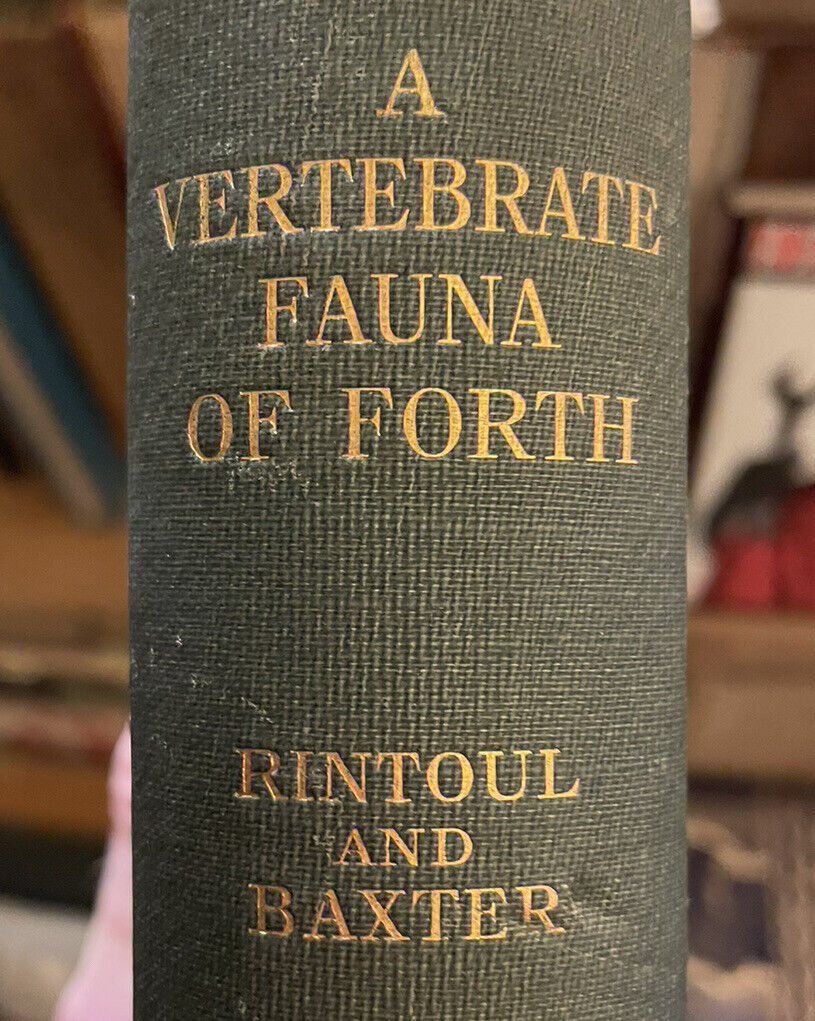 A
VERTEBRATE
FAUNA
OF FORTH
RINTOUL
AND
BAXTER